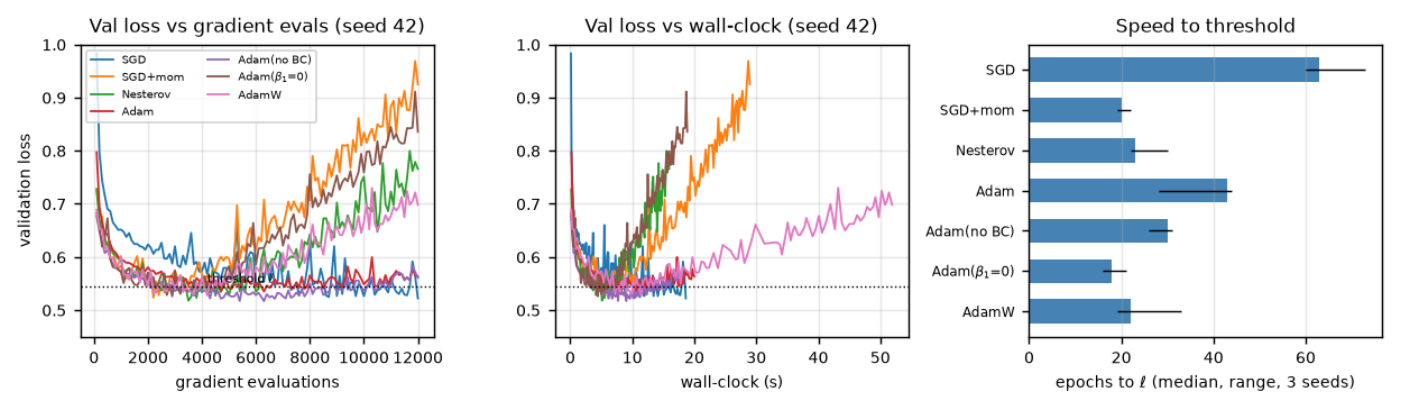 Val loss vs gradient evals (seed 42)
validation loss
1.0
0.9
0.8
0.7
0.6
0.5
SGD
SGD+mom
Nesterov
Adam
Adam(no BC)
Adam(β₁=0)
AdamW
threshold ℓ
0 2000 4000 6000 8000 10000 12000
gradient evaluations
Val loss vs wall-clock (seed 42)
1.0
0.9
0.8
0.7
0.6
0.5
0 10 20 30 40 50
wall-clock (s)
Speed to threshold
SGD
SGD+mom
Nesterov
Adam
Adam(no BC)
Adam(β₁=0)
AdamW
0 20 40 60
epochs to ℓ (median, range, 3 seeds)